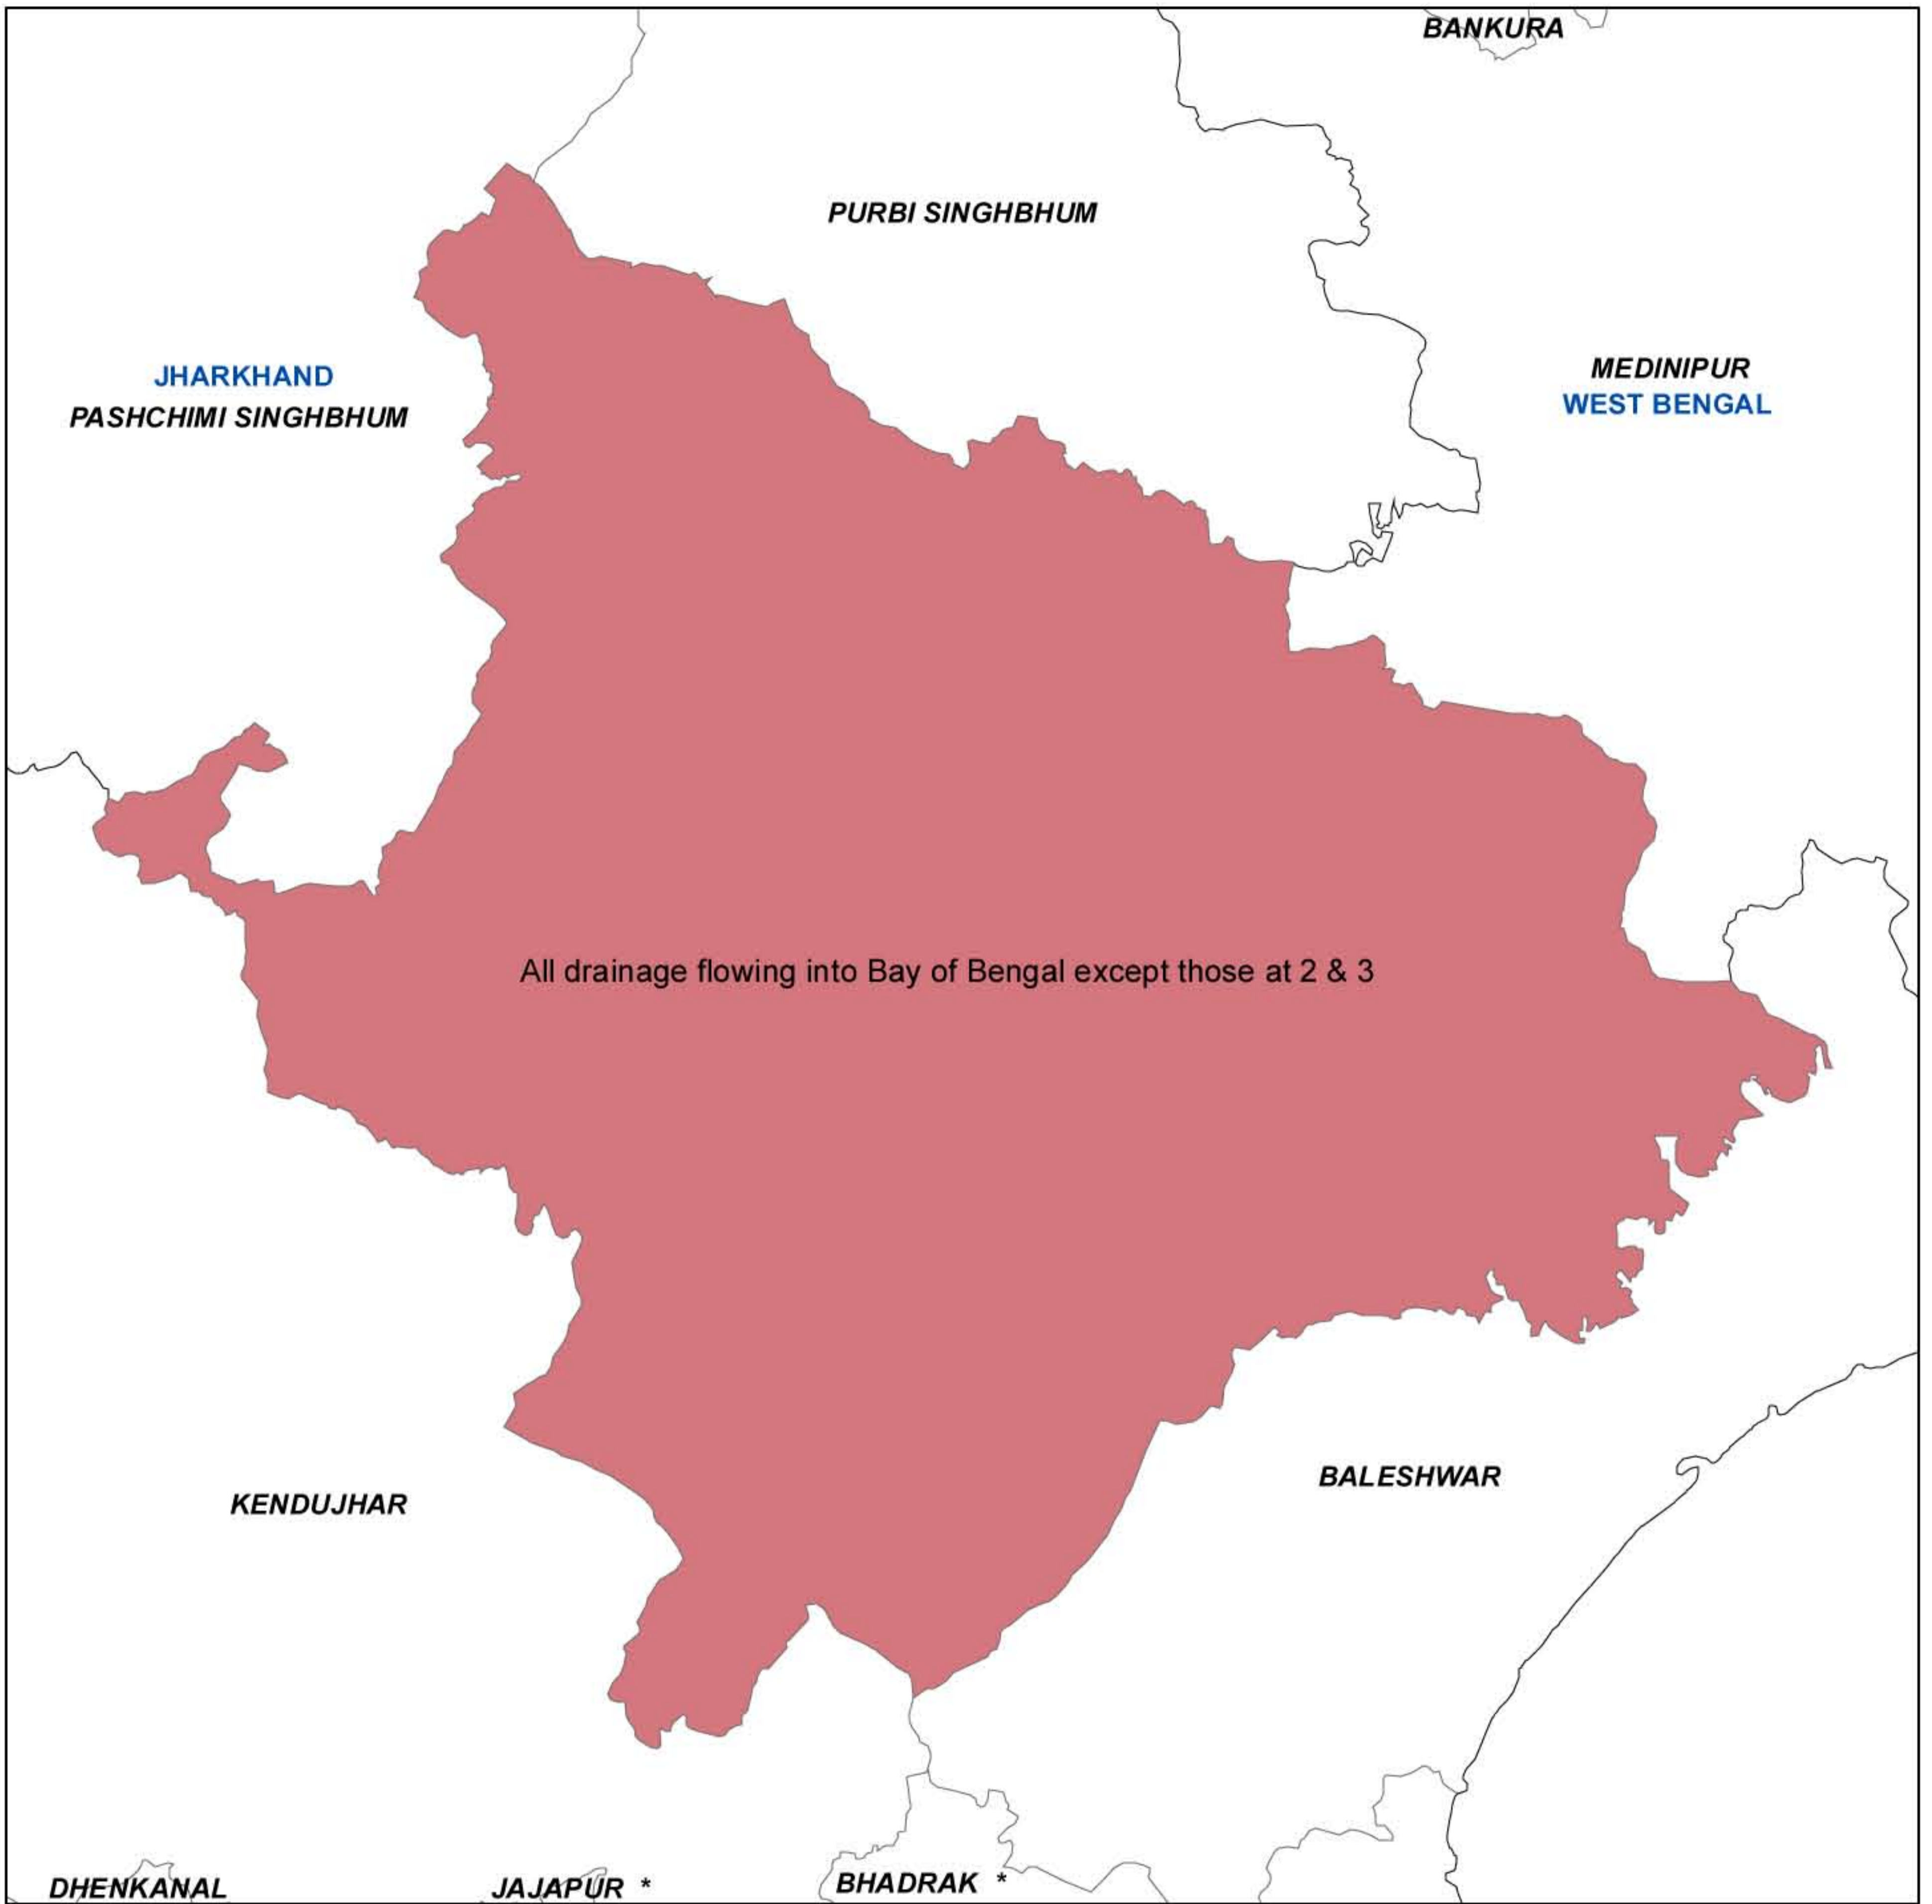 BANKURA
PURBI SINGHBHUM
MEDINIPUR
WEST BENGAL
JHARKHAND
PASHCHIMI SINGHBHUM
All drainage flowing into Bay of Bengal except those at 2 & 3
BALESHWAR
KENDUJHAR
DHENKANAL
JAJAPUR *
BHADRAK *